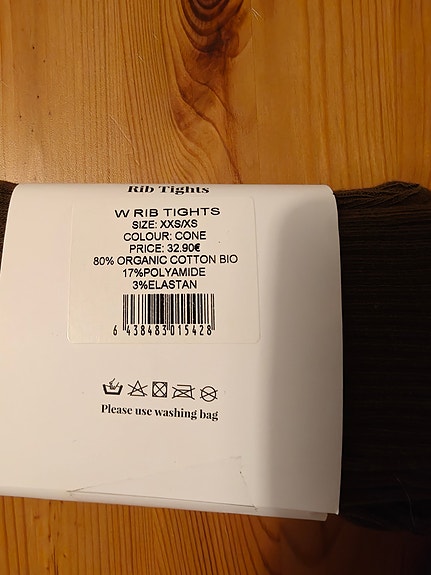 Rib Tights
W RIB TIGHTS
SIZE: XXS/XS
COLOUR: CONE
PRICE: 32.90€
80% ORGANIC COTTON BIO
17%POLYAMIDE
3%ELASTAN
6 438483 015428
Please use washing bag